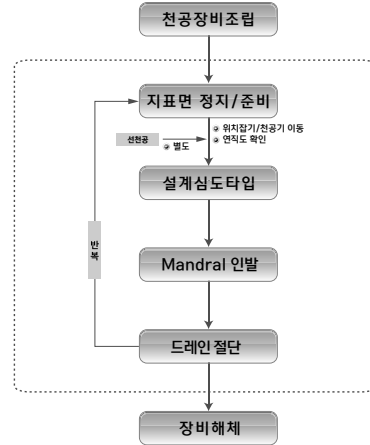 천공장비조립
지표면 정지/준비
위치잡기/천공기 이동
선천공
별도
연직도 확인
설계심도타입
반복
Mandral 인발
드레인 절단
장비해체